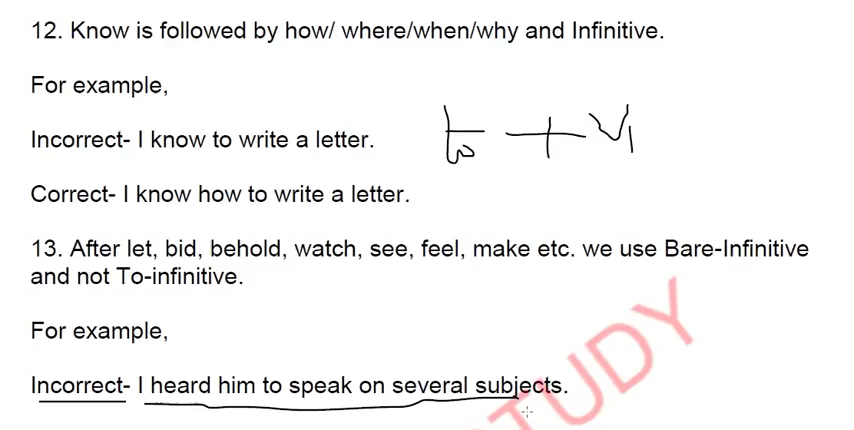 12. Know is followed by how/ where/when/why and Infinitive.
For example,
Incorrect- I know to write a letter.
to + V1
Correct- I know how to write a letter.
13. After let, bid, behold, watch, see, feel, make etc. we use Bare-Infinitive
and not To-infinitive.
For example,
Incorrect- I heard him to speak on several subjects.
STUDY